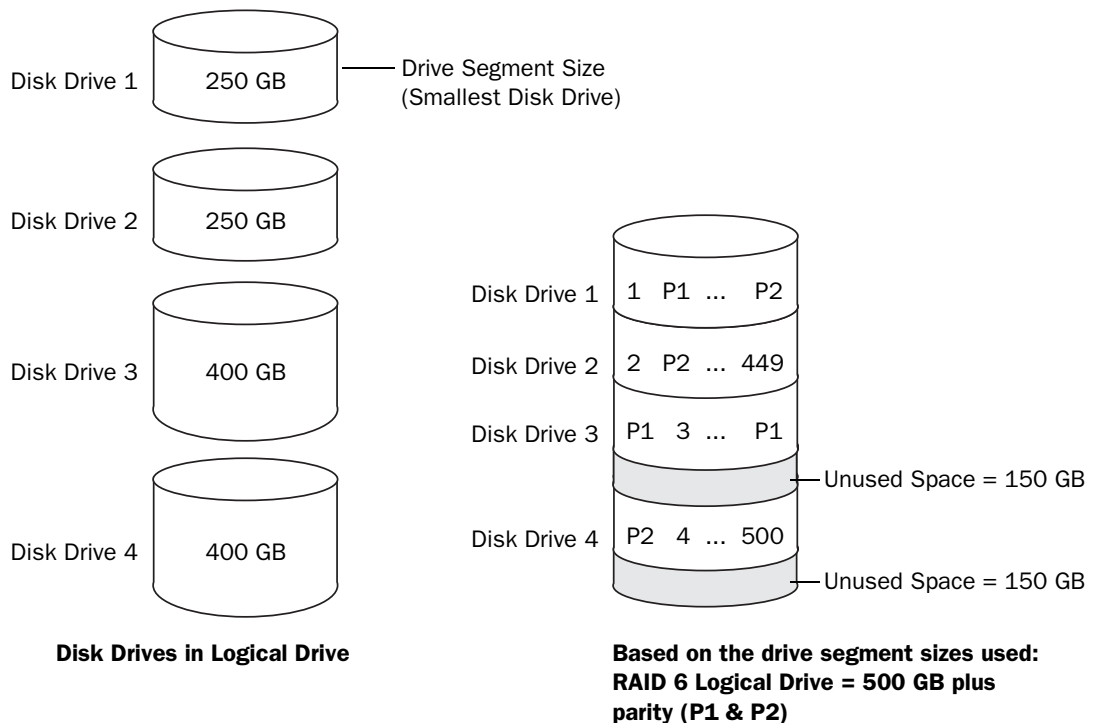 Disk Drive 1
250 GB
Drive Segment Size
(Smallest Disk Drive)
Disk Drive 2
250 GB
Disk Drive 3
400 GB
Disk Drive 4
400 GB
Disk Drives in Logical Drive
Disk Drive 1
1 P1 ... P2
Disk Drive 2
2 P2 ... 449
Disk Drive 3
P1 3 ... P1
Unused Space = 150 GB
Disk Drive 4
P2 4 ... 500
Unused Space = 150 GB
Based on the drive segment sizes used:
RAID 6 Logical Drive = 500 GB plus
parity (P1 & P2)